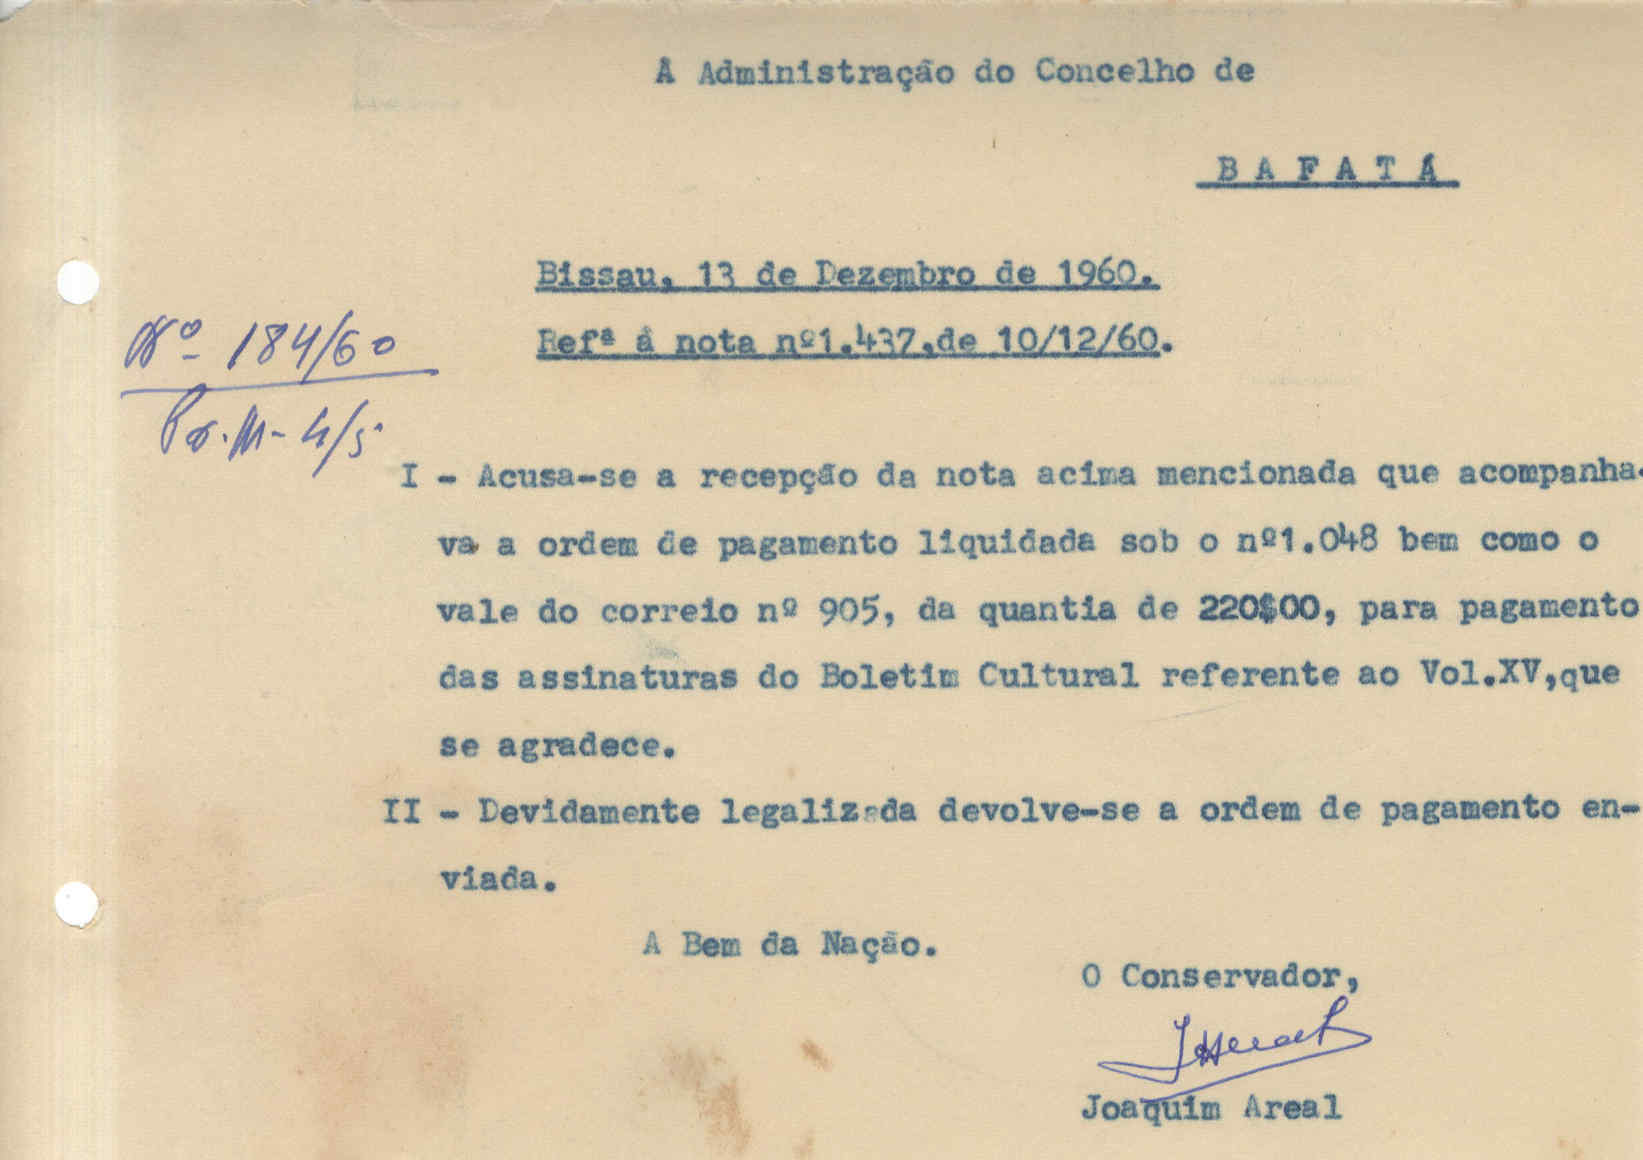 À Administração do Concelho de
B A F A T Á
Bissau, 13 de Dezembro de 1960.
Refª à nota nº1.437,de 10/12/60.
Nº 184/60
Pº.M-4/5
I - Acusa-se a recepção da nota acima mencionada que acompanha-
va a ordem de pagamento liquidada sob o nº1.048 bem como o
vale do correio nº 905, da quantia de 220$00, para pagamento
das assinaturas do Boletim Cultural referente ao Vol.XV,que
se agradece.
II - Devidamente legalizada devolve-se a ordem de pagamento en-
viada.
A Bem da Nação.
O Conservador,
Joaquim Areal